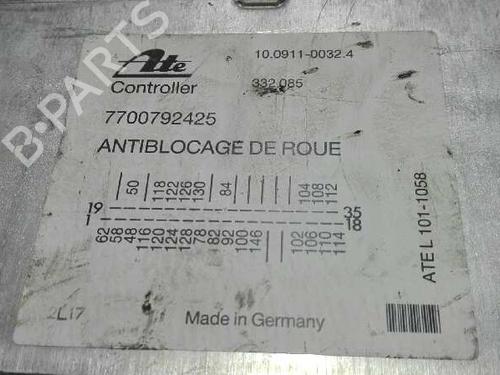 Ate
10.0911-0032.4
Controller
332 085
7700792425
ANTIBLOCAGE DE ROUE
50 118 122 126 130 84 104 108 112
19 35
1 18
62 58 48 116 120 124 128 78 82 92 100 146 102 106 110 114
ATE L 101-1058
Made in Germany
B-PARTS